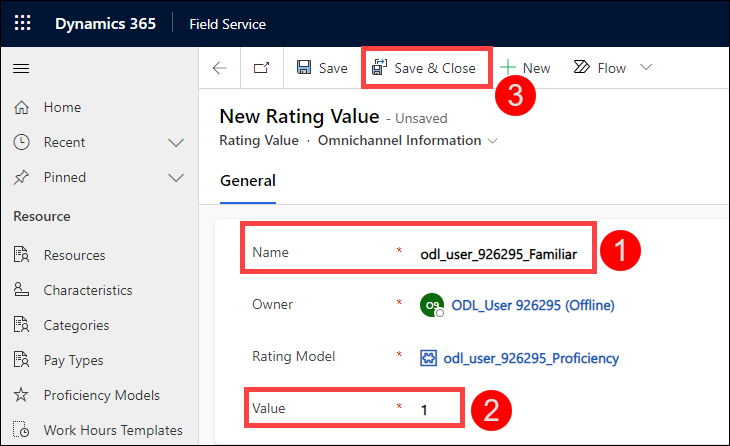 Dynamics 365 Field Service
Save Save & Close New Flow
3
Home
New Rating Value - Unsaved
Recent
Rating Value · Omnichannel Information
Pinned
General
Resource
Resources
Name * odl_user_926295_Familiar
1
Characteristics
Owner * O9 ODL_User 926295 (Offline)
Categories
Pay Types
Rating Model * odl_user_926295_Proficiency
Proficiency Models
Value * 1
2
Work Hours Templates